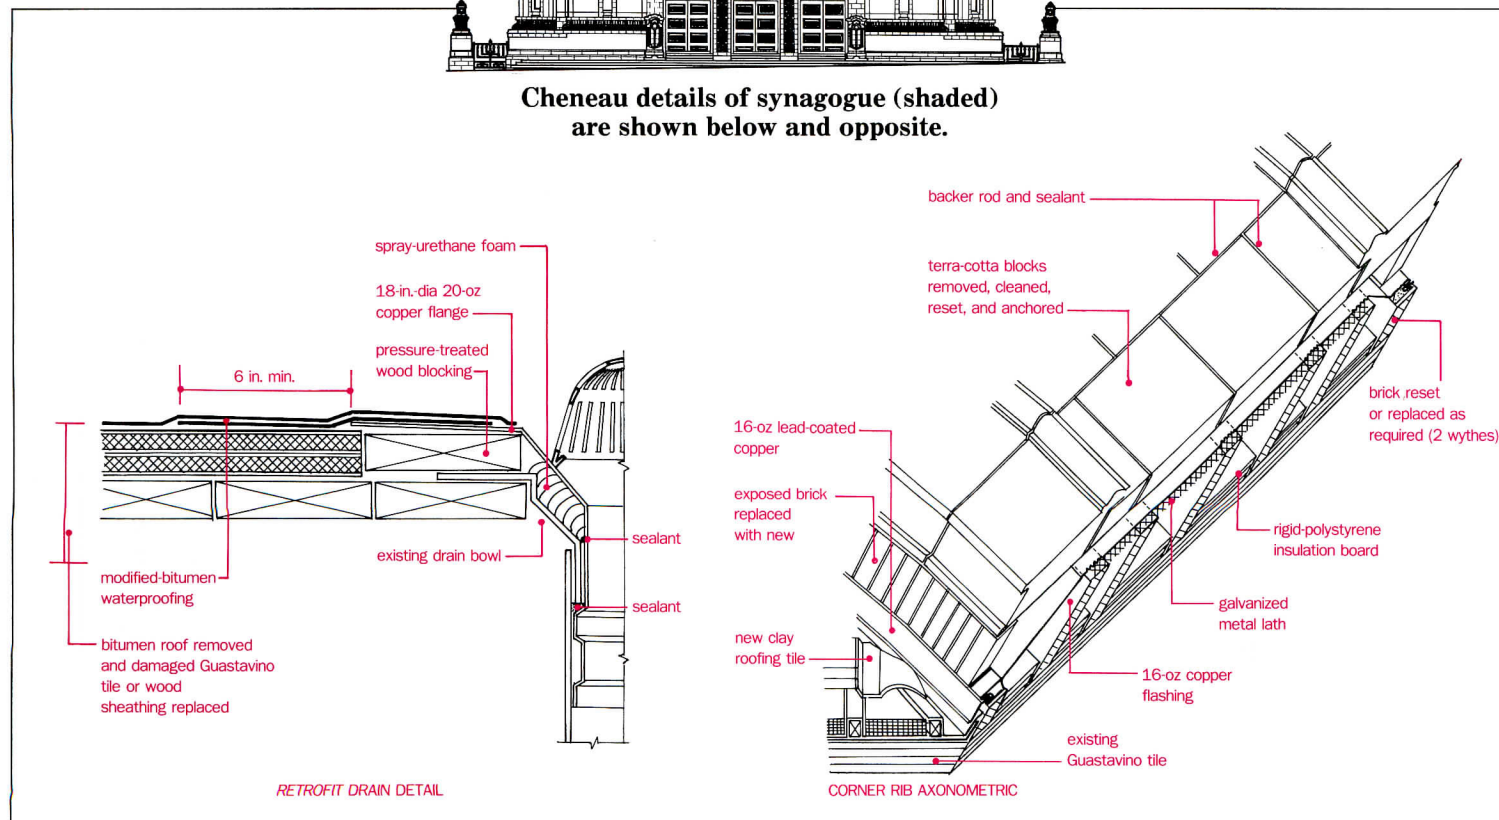 Cheneau details of synagogue (shaded)
are shown below and opposite.
spray-urethane foam
18-in.-dia 20-oz
copper flange
pressure-treated
wood blocking
6 in. min.
existing drain bowl
sealant
sealant
modified-bitumen
waterproofing
bitumen roof removed
and damaged Guastavino
tile or wood
sheathing replaced
RETROFIT DRAIN DETAIL
backer rod and sealant
terra-cotta blocks
removed, cleaned,
reset, and anchored
16-oz lead-coated
copper
exposed brick
replaced
with new
new clay
roofing tile
brick reset
or replaced as
required (2 wythes)
rigid-polystyrene
insulation board
galvanized
metal lath
16-oz copper
flashing
existing
Guastavino tile
CORNER RIB AXONOMETRIC